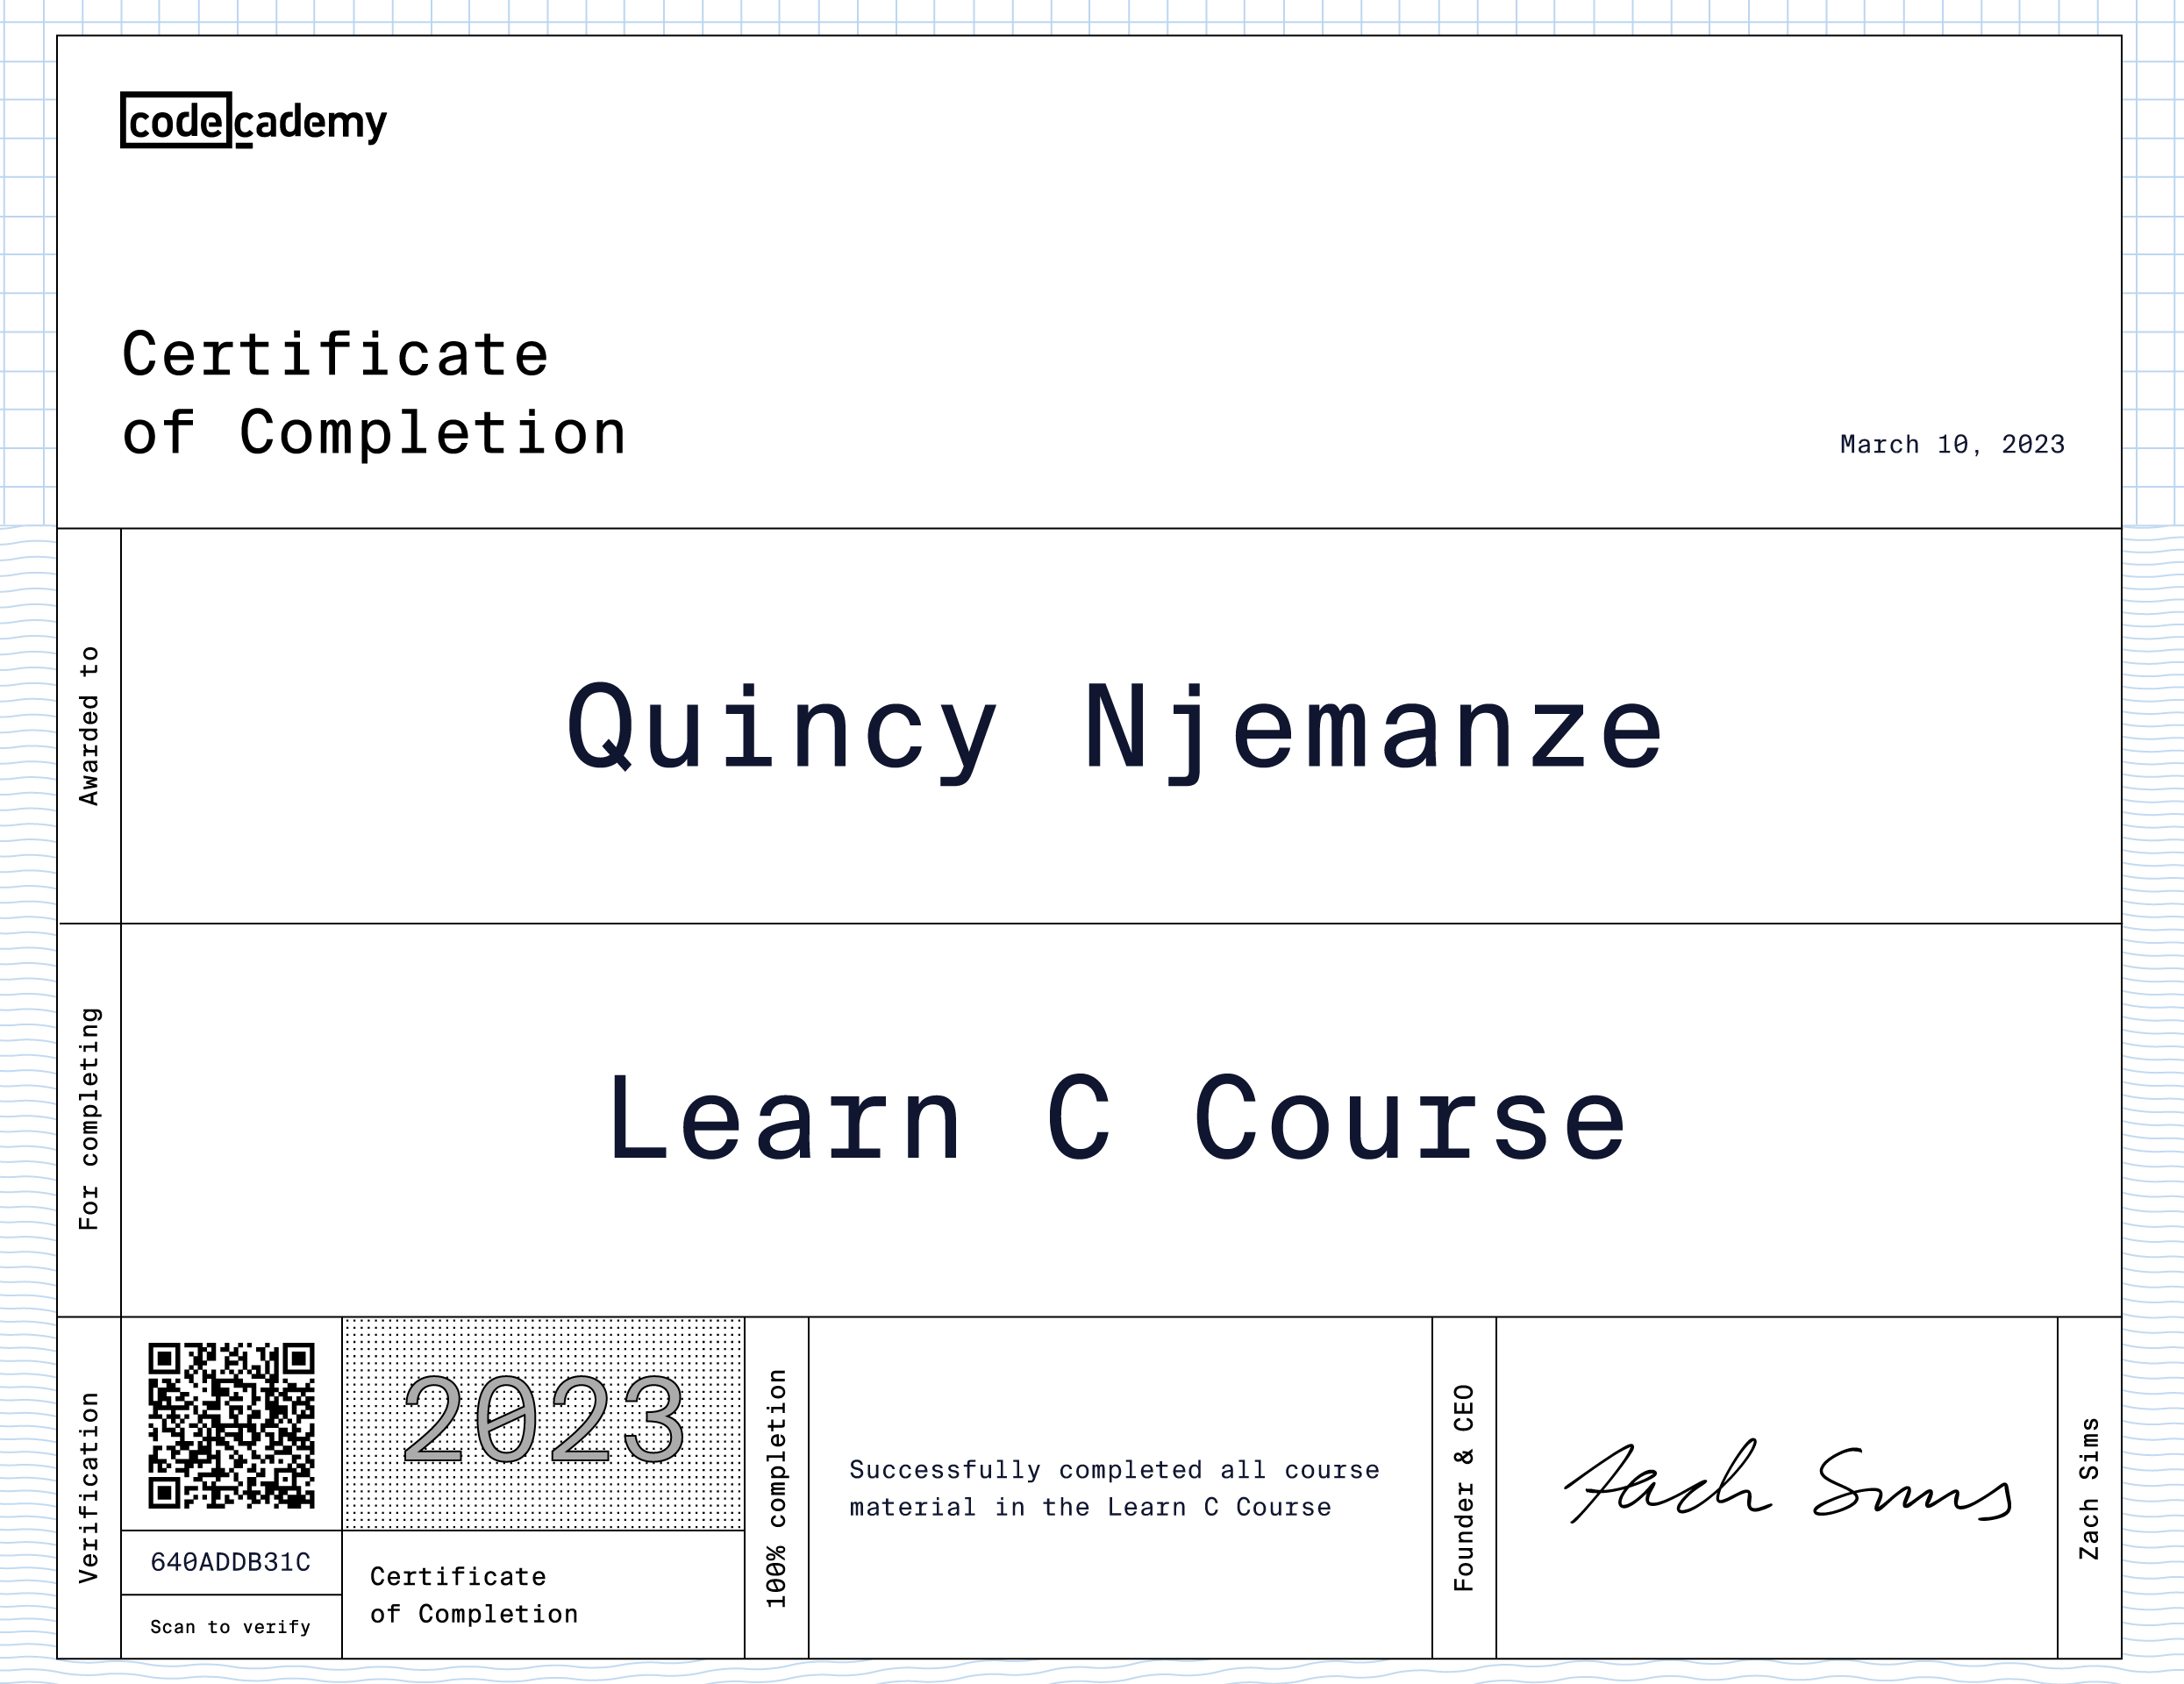 codecademy
Certificate
of Completion
March 10, 2023
Awarded to
Quincy Njemanze
For completing
Learn C Course
Verification
640ADDB31C
Scan to verify
2023
Certificate
of Completion
100% completion
Successfully completed all course
material in the Learn C Course
Founder & CEO
Zach Sims
Zach Sims